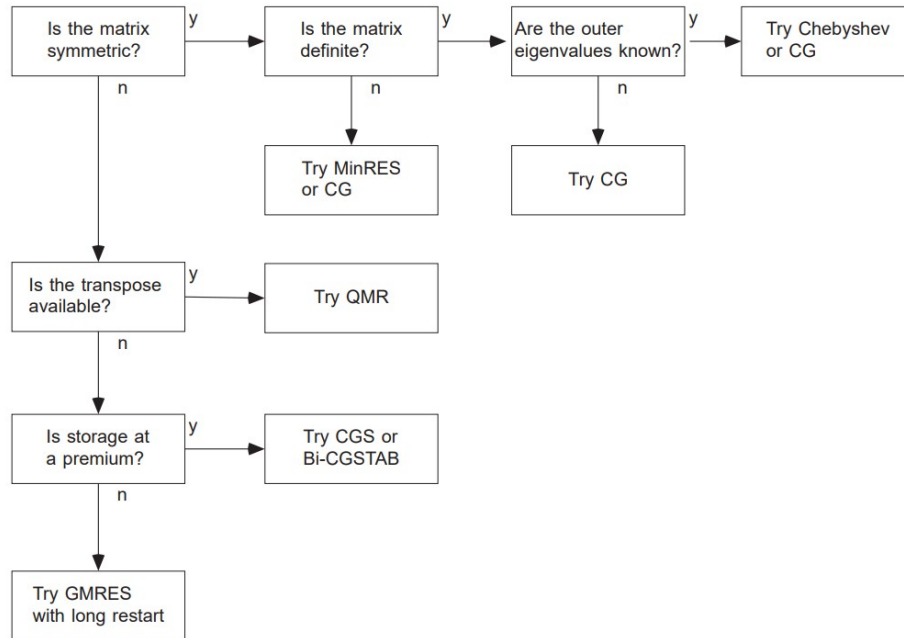 Is the matrix
symmetric?
y
Is the matrix
definite?
y
Are the outer
eigenvalues known?
y
Try Chebyshev
or CG
n
n
n
Try MinRES
or CG
Try CG
Is the transpose
available?
y
Try QMR
n
Is storage at
a premium?
y
Try CGS or
Bi-CGSTAB
n
Try GMRES
with long restart